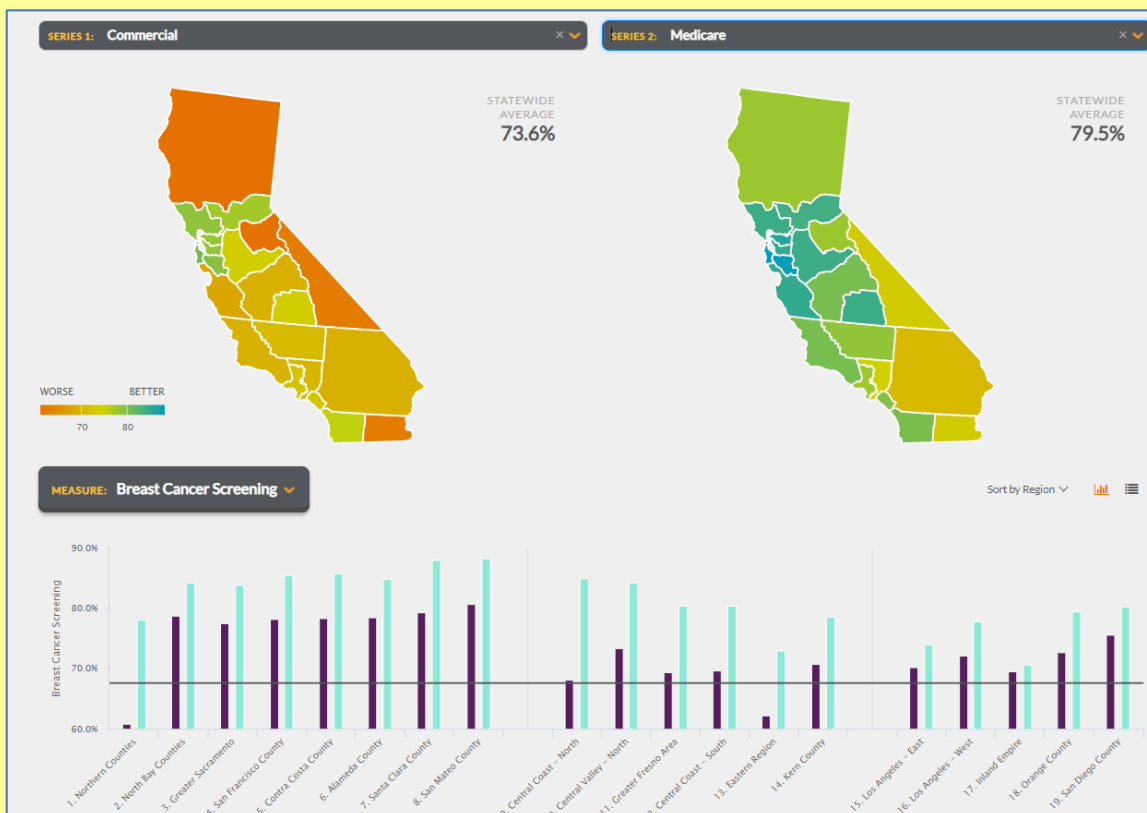 SERIES 1: Commercial
SERIES 2: Medicare
STATEWIDE
AVERAGE
73.6%
STATEWIDE
AVERAGE
79.5%
WORSE BETTER
70 80
MEASURE: Breast Cancer Screening
Sort by Region
Breast Cancer Screening
90.0%
80.0%
70.0%
60.0%
1. Northern Counties
2. North Bay Counties
3. Greater Sacramento
4. San Francisco County
5. Contra Costa County
6. Alameda County
7. Santa Clara County
8. San Mateo County
. Central Coast – North
. Central Valley – North
11. Greater Fresno Area
. Central Coast – South
13. Eastern Region
14. Kern County
15. Los Angeles – East
16. Los Angeles – West
17. Inland Empire
18. Orange County
19. San Diego County